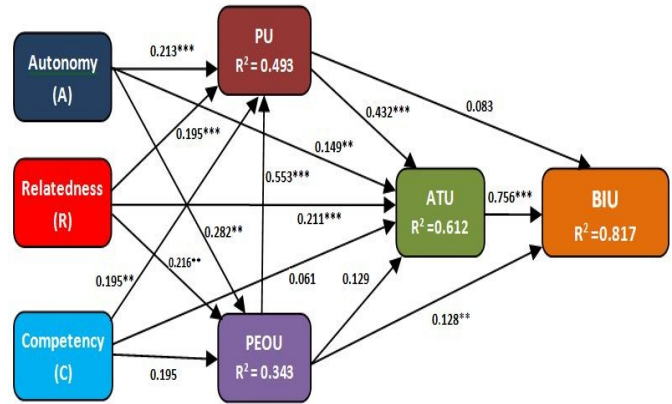 Autonomy
(A)
Relatedness
(R)
Competency
(C)
PU
R² = 0.493
PEOU
R² = 0.343
ATU
R² =0.612
BIU
R² =0.817
0.213***
0.195***
0.149**
0.432***
0.083
0.553***
0.211***
0.756***
0.282**
0.216**
0.195**
0.061
0.129
0.128**
0.195